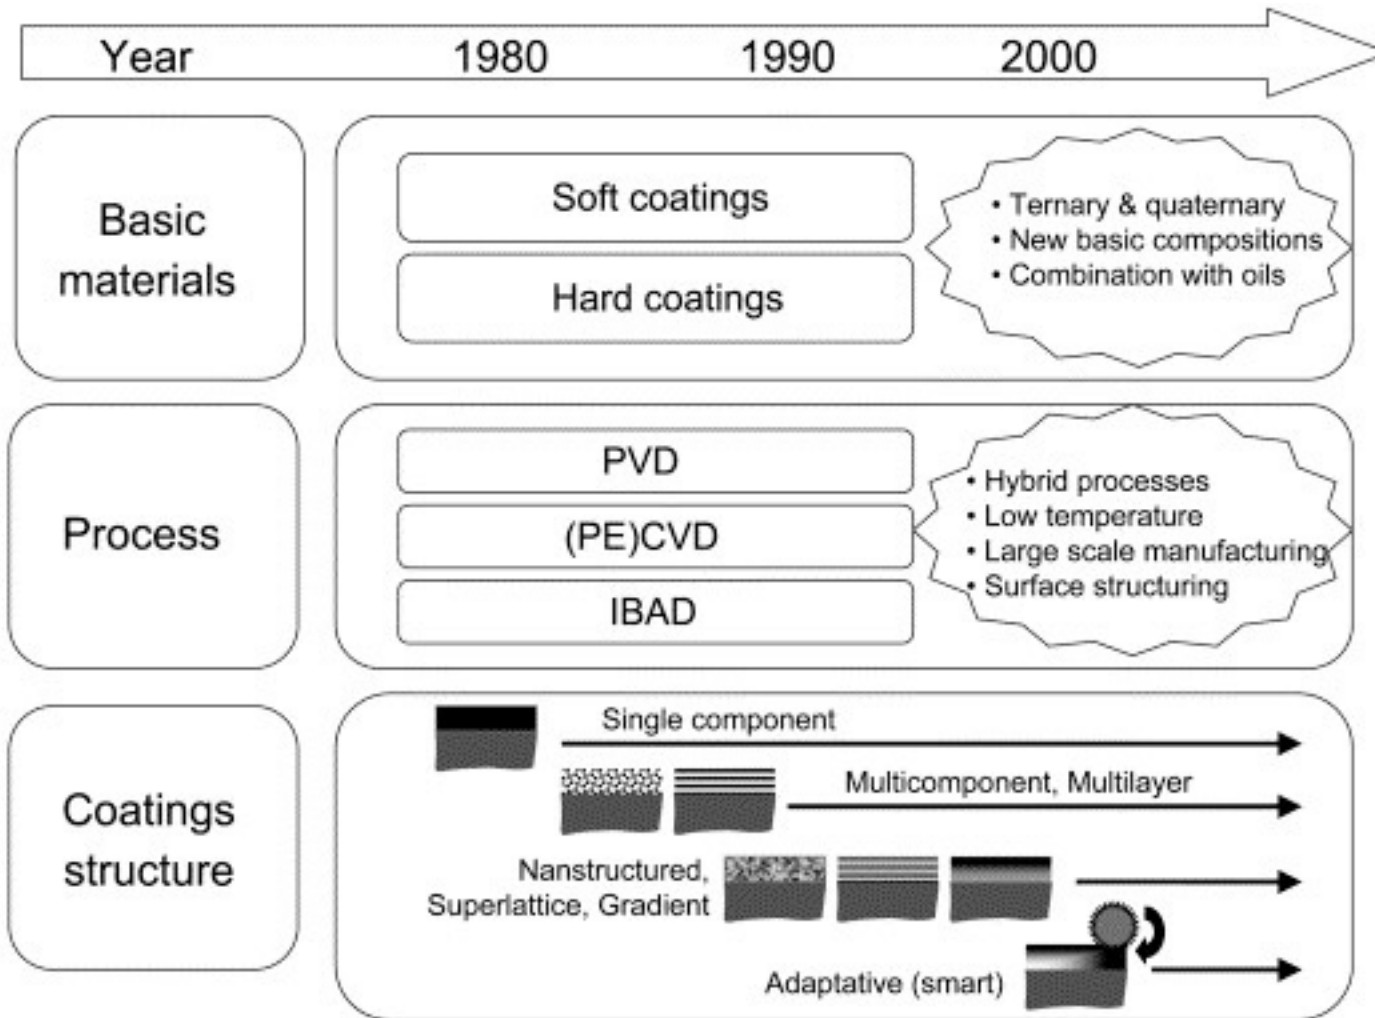 Year 1980 1990 2000
Basic
materials
Soft coatings
Hard coatings
• Ternary & quaternary
• New basic compositions
• Combination with oils
Process
PVD
(PE)CVD
IBAD
• Hybrid processes
• Low temperature
• Large scale manufacturing
• Surface structuring
Coatings
structure
Single component
Multicomponent, Multilayer
Nanstructured,
Superlattice, Gradient
Adaptative (smart)